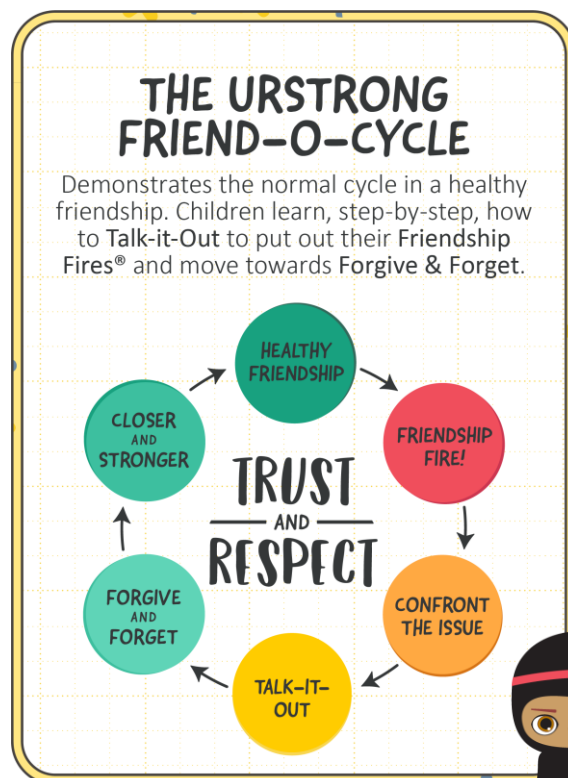 THE URSTRONG
FRIEND-O-CYCLE
Demonstrates the normal cycle in a healthy
friendship. Children learn, step-by-step, how
to Talk-it-Out to put out their Friendship
Fires® and move towards Forgive & Forget.
HEALTHY
FRIENDSHIP
FRIENDSHIP
FIRE!
CONFRONT
THE ISSUE
TALK-IT-
OUT
FORGIVE
AND
FORGET
CLOSER
AND
STRONGER
TRUST
AND
RESPECT